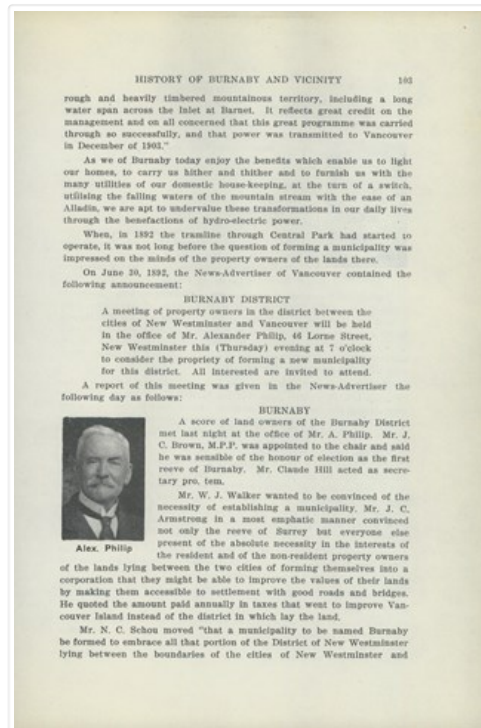 HISTORY OF BURNABY AND VICINITY 103
rough and heavily timbered mountainous territory, including a long
water span across the Inlet at Barnet. It reflects great credit on the
management and on all concerned that this great programme was carried
through so successfully, and that power was transmitted to Vancouver
in December of 1903."
As we of Burnaby today enjoy the benefits which enable us to light
our homes, to carry us hither and thither and to furnish us with the
many utilities of our domestic house-keeping, at the turn of a switch,
utilising the falling waters of the mountain stream with the ease of an
Alladin, we are apt to undervalue these transformations in our daily lives
through the benefactions of hydro-electric power.
When, in 1892 the tramline through Central Park had started to
operate, it was not long before the question of forming a municipality was
impressed on the minds of the property owners of the lands there.
On June 30, 1892, the News-Advertiser of Vancouver contained the
following announcement:
BURNABY DISTRICT
A meeting of property owners in the district between the
cities of New Westminster and Vancouver will be held
in the office of Mr. Alexander Philip, 46 Lorne Street,
New Westminster this (Thursday) evening at 7 o'clock
to consider the propriety of forming a new municipality
for this district. All interested are invited to attend.
A report of this meeting was given in the News-Advertiser the
following day as follows:
BURNABY
A score of land owners of the Burnaby District
met last night at the office of Mr. A. Philip. Mr. J.
C. Brown, M.P.P. was appointed to the chair and said
he was sensible of the honour of election as the first
reeve of Burnaby. Mr. Claude Hill acted as secre-
tary pro. tem.
Mr. W. J. Walker wanted to be convinced of the
necessity of establishing a municipality. Mr. J. C.
Armstrong in a most emphatic manner convinced
not only the reeve of Surrey but everyone else
present of the absolute necessity in the interests of
Alex. Philip
the resident and of the non-resident property owners
of the lands lying between the two cities of forming themselves into a
corporation that they might be able to improve the values of their lands
by making them accessible to settlement with good roads and bridges.
He quoted the amount paid annually in taxes that went to improve Van-
couver Island instead of the district in which lay the land.
Mr. N. C. Schou moved "that a municipality to be named Burnaby
be formed to embrace all that portion of the District of New Westminster
lying between the boundaries of the cities of New Westminster and